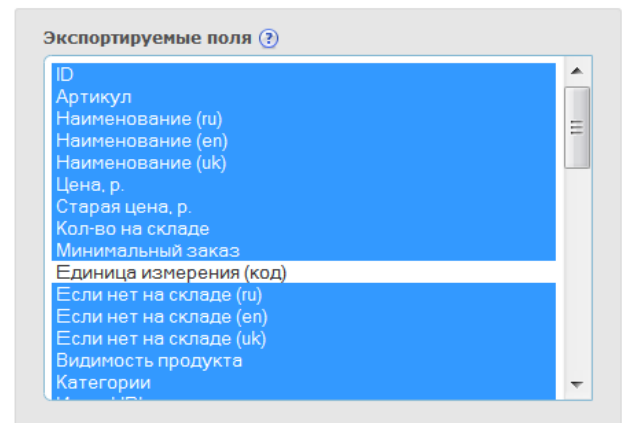 Экспортируемые поля ?
ID
Артикул
Наименование (ru)
Наименование (en)
Наименование (uk)
Цена, р.
Старая цена, р.
Кол-во на складе
Минимальный заказ
Единица измерения (код)
Если нет на складе (ru)
Если нет на складе (en)
Если нет на складе (uk)
Видимость продукта
Категории